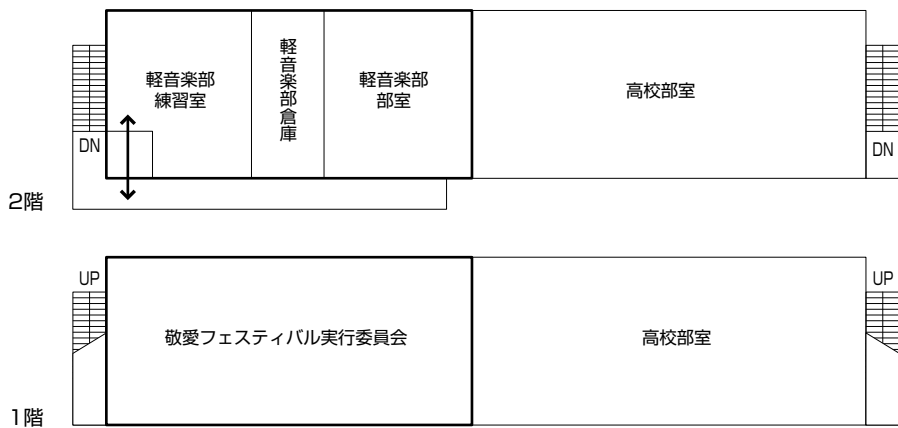 軽音楽部
練習室
軽音楽部倉庫
軽音楽部
部室
高校部室
DN
DN
2階
UP
UP
敬愛フェスティバル実行委員会
高校部室
1階